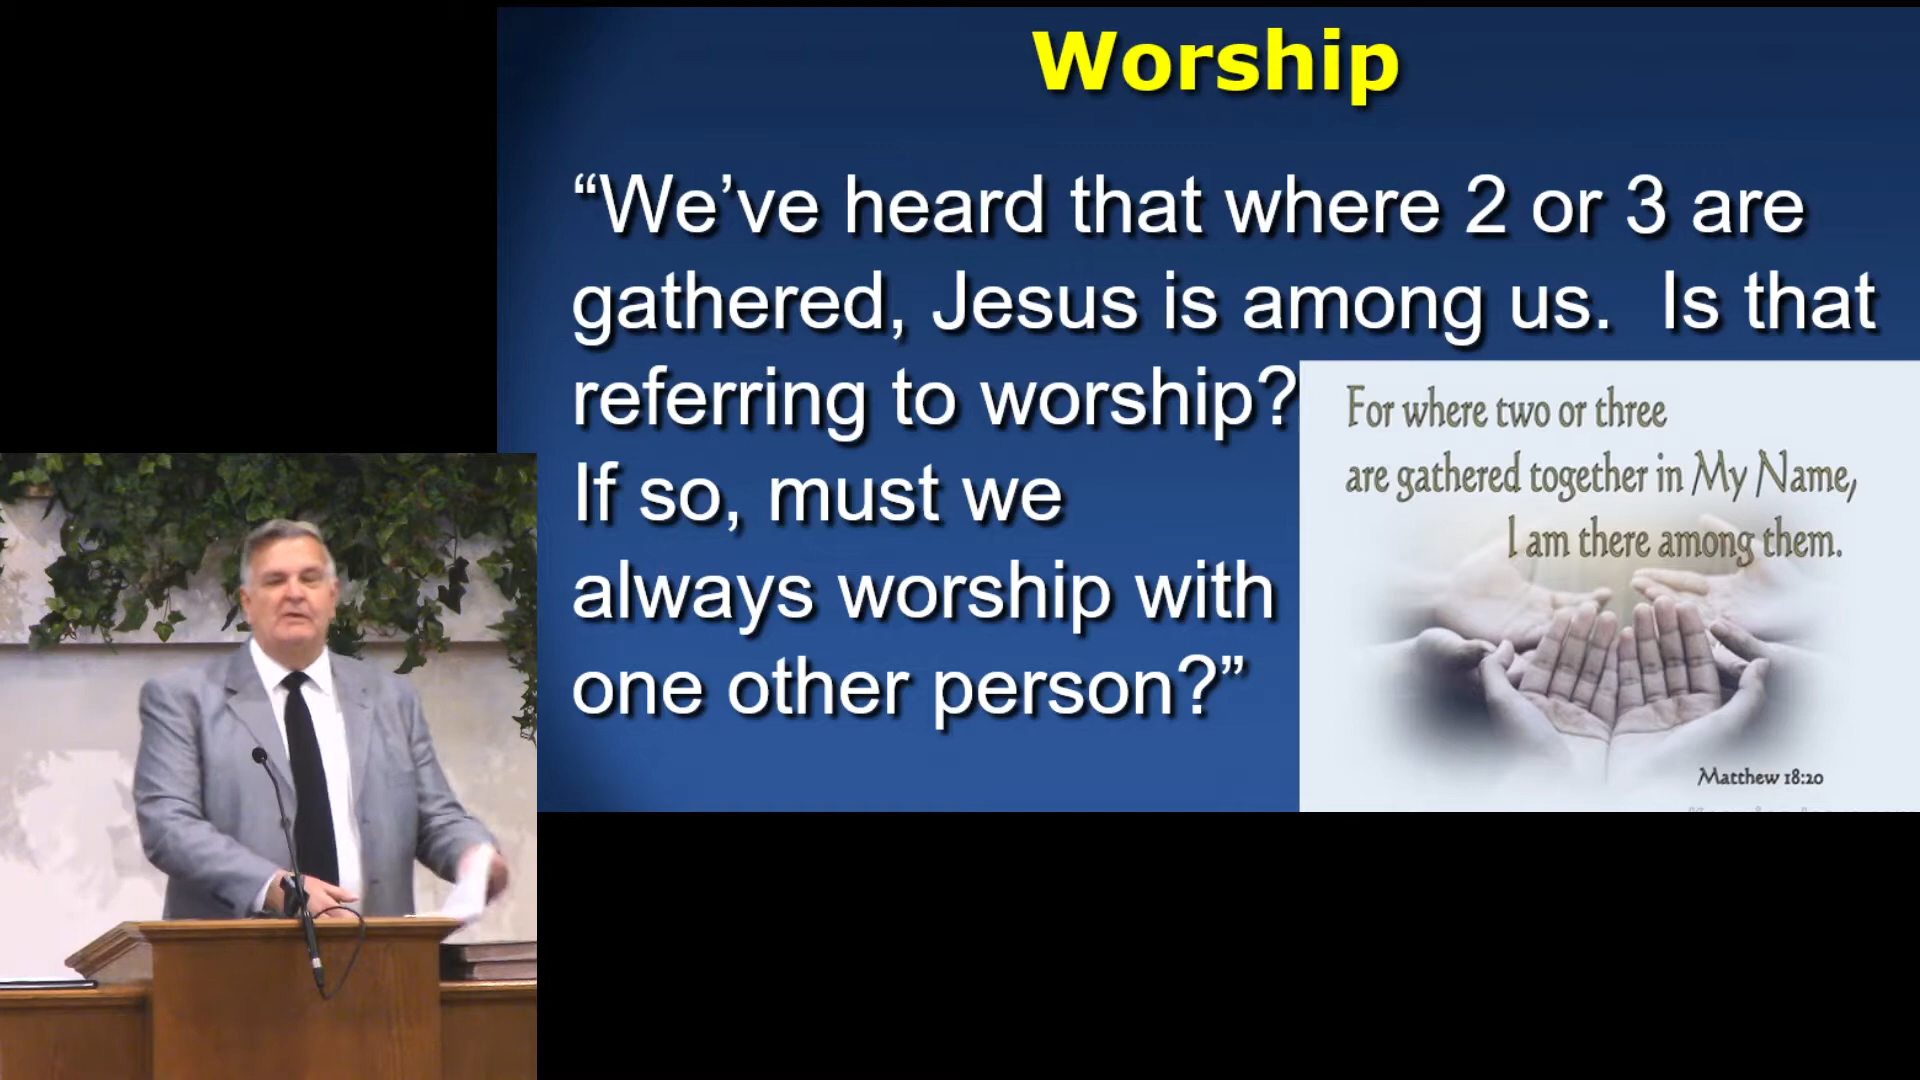 Worship
“We’ve heard that where 2 or 3 are
gathered, Jesus is among us.  Is that
referring to worship?
If so, must we
always worship with
one other person?”
For where two or three
are gathered together in My Name,
I am there among them.
Matthew 18:20